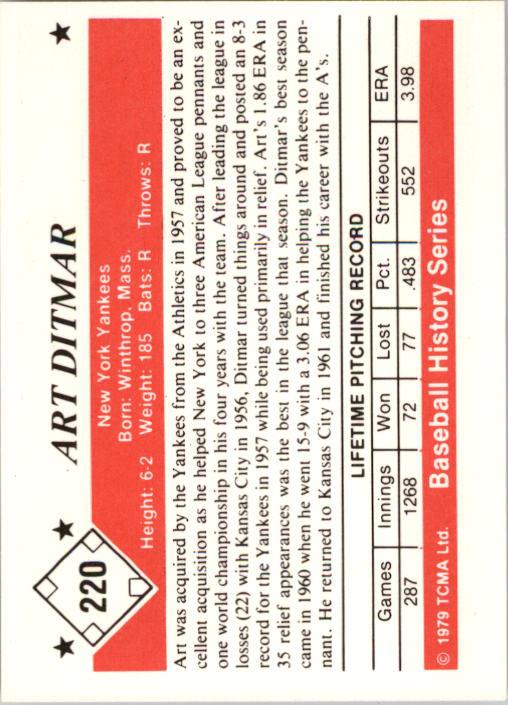 220
ART DITMAR
New York Yankees
Born: Winthrop, Mass.
Height: 6-2 Weight: 185 Bats: R Throws: R
Art was acquired by the Yankees from the Athletics in 1957 and proved to be an ex-
cellent acquisition as he helped New York to three American League pennants and
one world championship in his four years with the team. After leading the league in
losses (22) with Kansas City in 1956, Ditmar turned things around and posted an 8-3
record for the Yankees in 1957 while being used primarily in relief. Art's 1.86 ERA in
35 relief appearances was the best in the league that season. Ditmar's best season
came in 1960 when he went 15-9 with a 3.06 ERA in helping the Yankees to the pen-
nant. He returned to Kansas City in 1961 and finished his career with the A's.
LIFETIME PITCHING RECORD
Games Innings Won Lost Pct. Strikeouts ERA
287 1268 72 77 .483 552 3.98
© 1979 TCMA Ltd. Baseball History Series